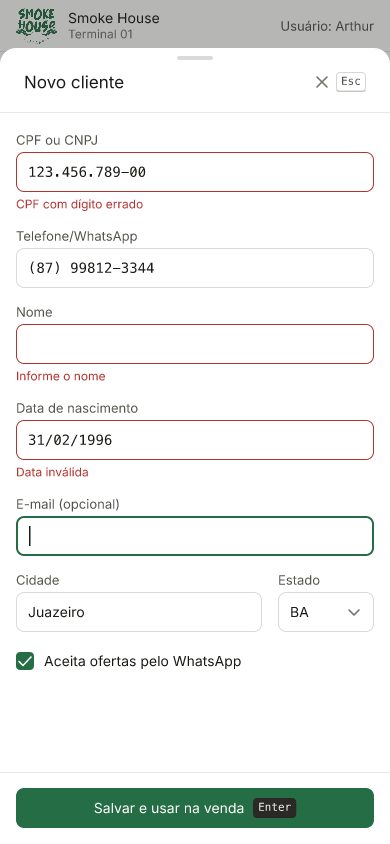 SMOKE
HOUSE
Smoke House
Terminal 01
Usuário: Arthur
Novo cliente
Esc
CPF ou CNPJ
123.456.789-00
CPF com dígito errado
Telefone/WhatsApp
(87) 99812-3344
Nome
Informe o nome
Data de nascimento
31/02/1996
Data inválida
E-mail (opcional)
Cidade
Estado
Juazeiro
BA
Aceita ofertas pelo WhatsApp
Salvar e usar na venda Enter